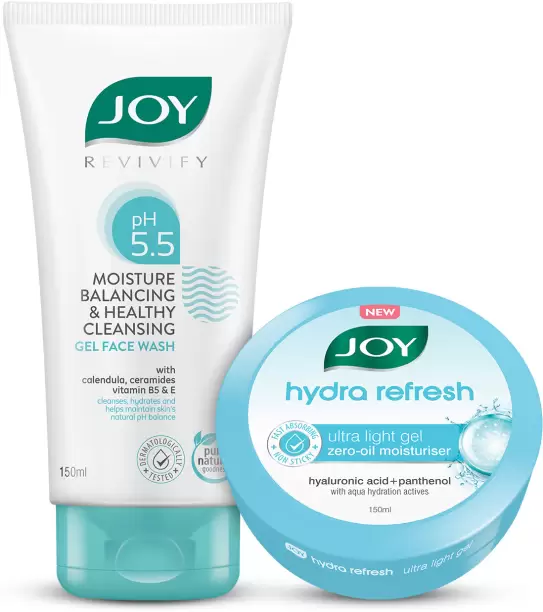 JOY
REVIVIFY
pH
5.5
MOISTURE
BALANCING
& HEALTHY
CLEANSING
GEL FACE WASH
with
calendula, ceramides
vitamin B5 & E
cleanses, hydrates and
helps maintain skin's
natural pH balance
DERMATOLOGICALLY
TESTED
pure
natural
goodness
150ml
NEW
JOY
hydra refresh
FAST ABSORBING
NON STICKY
ultra light gel
zero-oil moisturiser
hyaluronic acid+panthenol
with aqua hydration actives
150ml
JOY hydra refresh ultra light gel